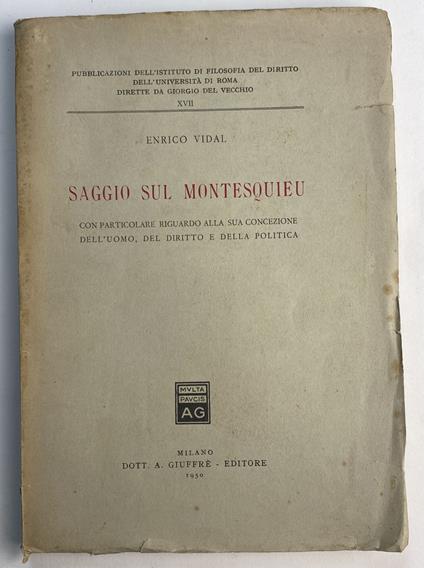 PUBBLICAZIONI DELL'ISTITUTO DI FILOSOFIA DEL DIRITTO
DELL'UNIVERSITÀ DI ROMA
DIRETTE DA GIORGIO DEL VECCHIO
XVII
ENRICO VIDAL
SAGGIO SUL MONTESQUIEU
CON PARTICOLARE RIGUARDO ALLA SUA CONCEZIONE
DELL'UOMO, DEL DIRITTO E DELLA POLITICA
MVLTA
PAVCIS
AG
MILANO
DOTT. A. GIUFFRÈ - EDITORE
1950